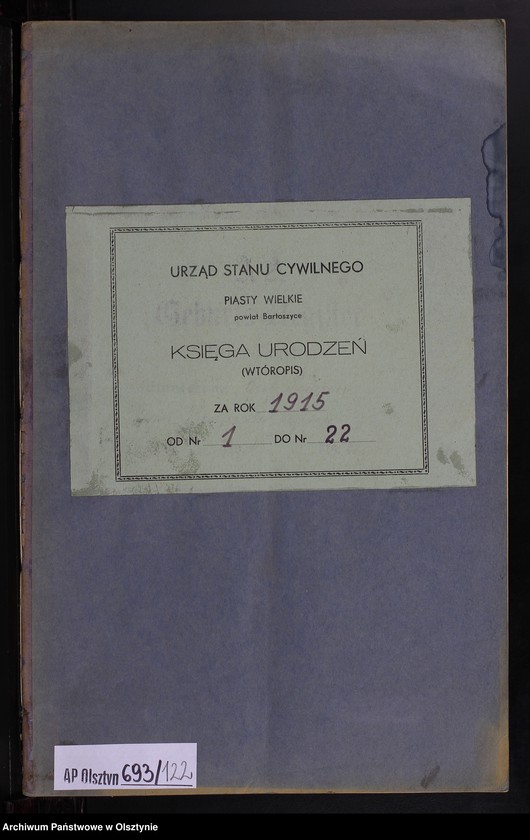 URZĄD STANU CYWILNEGO
PIASTY WIELKIE
powiat Bartoszyce
KSIĘGA URODZEŃ
(WTÓROPIS)
ZA ROK 1915
OD Nr 1 DO Nr 22
AP Olsztyn 693/122
Archiwum Państwowe w Olsztynie